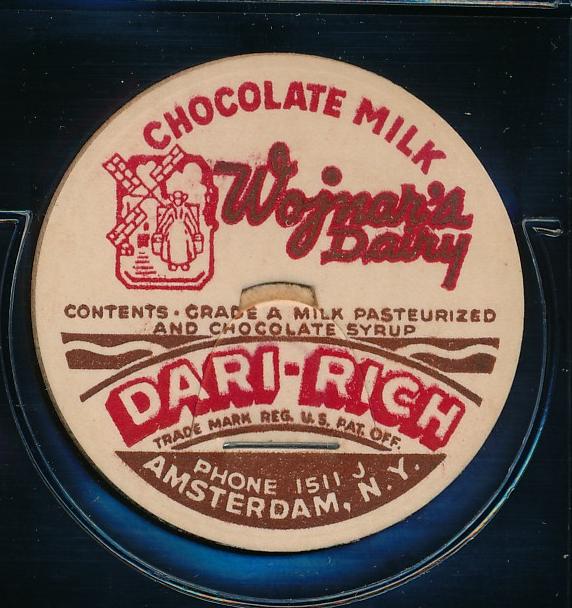 CHOCOLATE MILK
Wojnar's
Dairy
CONTENTS · GRADE A MILK PASTEURIZED
AND CHOCOLATE SYRUP
DARI-RICH
TRADE MARK REG. U.S. PAT. OFF.
PHONE 1511 J
AMSTERDAM, N.Y.